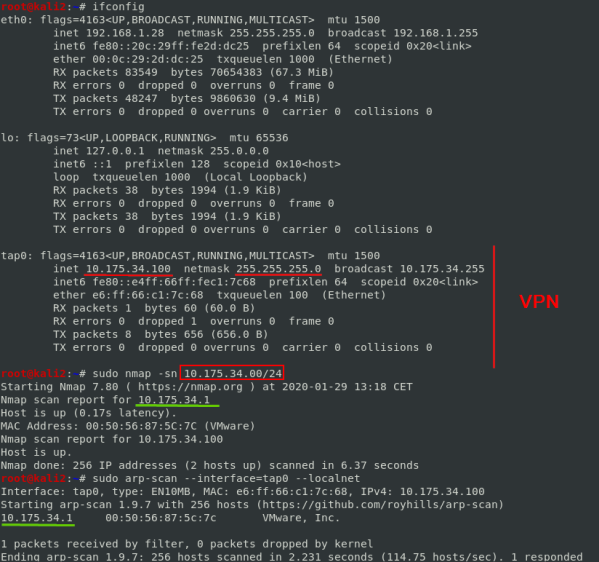 root@kali2:~# ifconfig
eth0: flags=4163<UP,BROADCAST,RUNNING,MULTICAST>  mtu 1500
        inet 192.168.1.28  netmask 255.255.255.0  broadcast 192.168.1.255
        inet6 fe80::20c:29ff:fe2d:dc25  prefixlen 64  scopeid 0x20<link>
        ether 00:0c:29:2d:dc:25  txqueuelen 1000  (Ethernet)
        RX packets 83549  bytes 70654383 (67.3 MiB)
        RX errors 0  dropped 0  overruns 0  frame 0
        TX packets 48247  bytes 9860630 (9.4 MiB)
        TX errors 0  dropped 0 overruns 0  carrier 0  collisions 0
lo: flags=73<UP,LOOPBACK,RUNNING>  mtu 65536
        inet 127.0.0.1  netmask 255.0.0.0
        inet6 ::1  prefixlen 128  scopeid 0x10<host>
        loop  txqueuelen 1000  (Local Loopback)
        RX packets 38  bytes 1994 (1.9 KiB)
        RX errors 0  dropped 0  overruns 0  frame 0
        TX packets 38  bytes 1994 (1.9 KiB)
        TX errors 0  dropped 0 overruns 0  carrier 0  collisions 0
tap0: flags=4163<UP,BROADCAST,RUNNING,MULTICAST>  mtu 1500
        inet 10.175.34.100  netmask 255.255.255.0  broadcast 10.175.34.255
        inet6 fe80::e4ff:66ff:fec1:7c68  prefixlen 64  scopeid 0x20<link>
        ether e6:ff:66:c1:7c:68  txqueuelen 100  (Ethernet)
        RX packets 1  bytes 60 (60.0 B)
        RX errors 0  dropped 1  overruns 0  frame 0
        TX packets 8  bytes 656 (656.0 B)
        TX errors 0  dropped 0 overruns 0  carrier 0  collisions 0
VPN
root@kali2:~# sudo nmap -sn 10.175.34.00/24
Starting Nmap 7.80 ( https://nmap.org ) at 2020-01-29 13:18 CET
Nmap scan report for 10.175.34.1
Host is up (0.17s latency).
MAC Address: 00:50:56:87:5C:7C (VMware)
Nmap scan report for 10.175.34.100
Host is up.
Nmap done: 256 IP addresses (2 hosts up) scanned in 6.37 seconds
root@kali2:~# sudo arp-scan --interface=tap0 --localnet
Interface: tap0, type: EN10MB, MAC: e6:ff:66:c1:7c:68, IPv4: 10.175.34.100
Starting arp-scan 1.9.7 with 256 hosts (https://github.com/royhills/arp-scan)
10.175.34.1     00:50:56:87:5c:7c       VMware, Inc.
1 packets received by filter, 0 packets dropped by kernel
Ending arp-scan 1.9.7: 256 hosts scanned in 2.231 seconds (114.75 hosts/sec). 1 responded